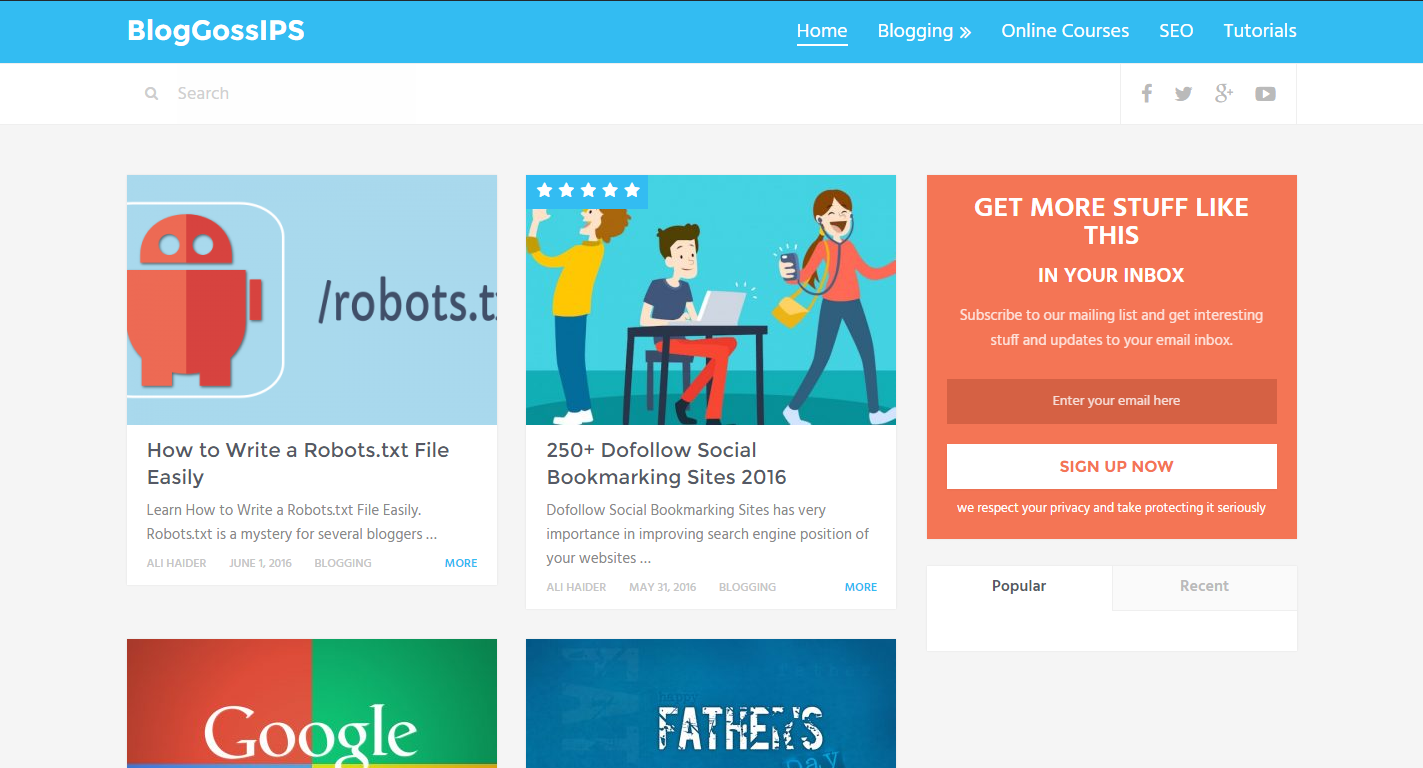 BlogGossIPS
Home Blogging » Online Courses SEO Tutorials
Search
/robots.t
How to Write a Robots.txt File
Easily
Learn How to Write a Robots.txt File Easily.
Robots.txt is a mystery for several bloggers ...
ALI HAIDER JUNE 1, 2016 BLOGGING MORE
250+ Dofollow Social
Bookmarking Sites 2016
Dofollow Social Bookmarking Sites has very
importance in improving search engine position of
your websites ...
ALI HAIDER MAY 31, 2016 BLOGGING MORE
GET MORE STUFF LIKE
THIS
IN YOUR INBOX
Subscribe to our mailing list and get interesting
stuff and updates to your email inbox.
Enter your email here
SIGN UP NOW
we respect your privacy and take protecting it seriously
Popular Recent
Google
happy
FATHER'S
Day